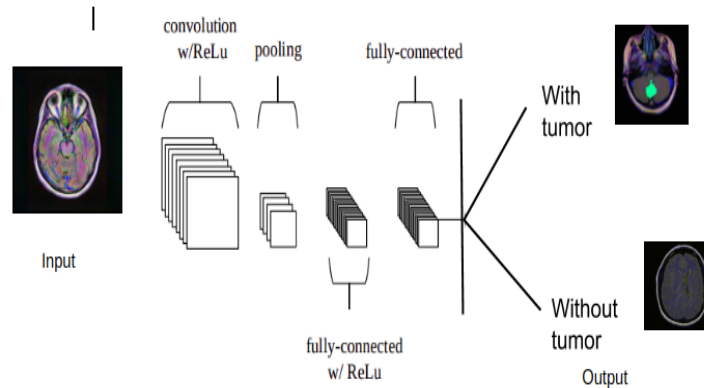 convolution
w/ReLu
pooling
fully-connected
With
tumor
Input
Without
tumor
fully-connected
w/ ReLu
Output